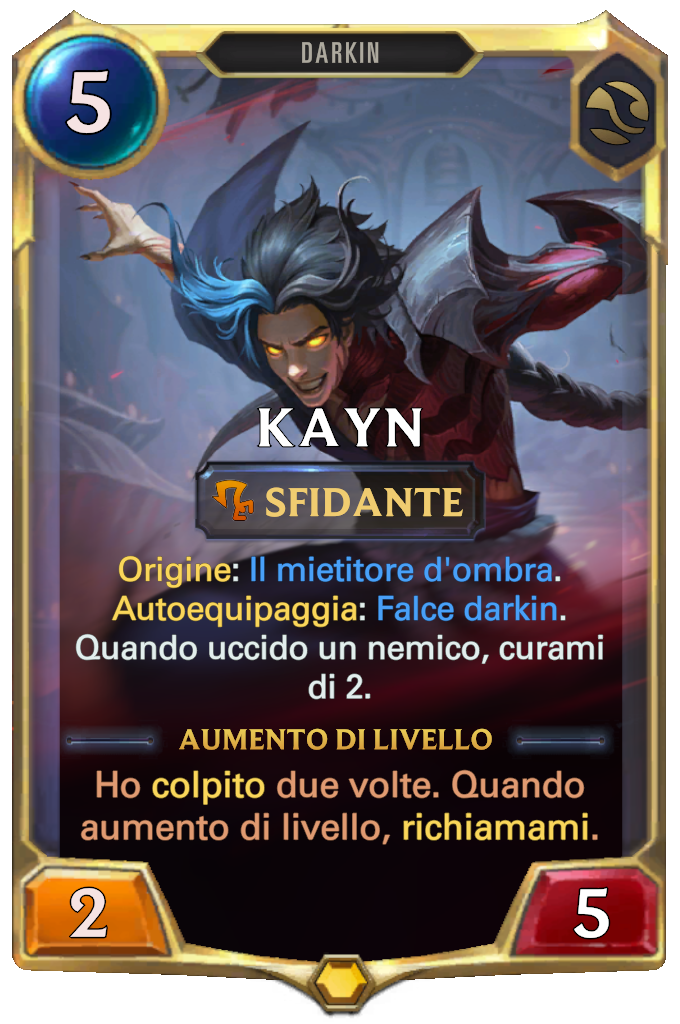 DARKIN
5
KAYN
SFIDANTE
Origine: Il mietitore d'ombra.
Autoequipaggia: Falce darkin.
Quando uccido un nemico, curami
di 2.
AUMENTO DI LIVELLO
Ho colpito due volte. Quando
aumento di livello, richiamami.
2
5